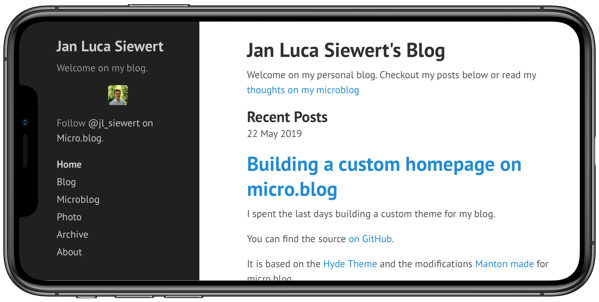 Jan Luca Siewert
Welcome on my blog.
Follow @jl_siewert on
Micro.blog.
Home
Blog
Microblog
Photo
Archive
About
Jan Luca Siewert's Blog
Welcome on my personal blog. Checkout my posts below or read my
thoughts on my microblog
Recent Posts
22 May 2019
Building a custom homepage on
micro.blog
I spent the last days building a custom theme for my blog.
You can find the source on GitHub.
It is based on the Hyde Theme and the modifications Manton made for
micro.blog